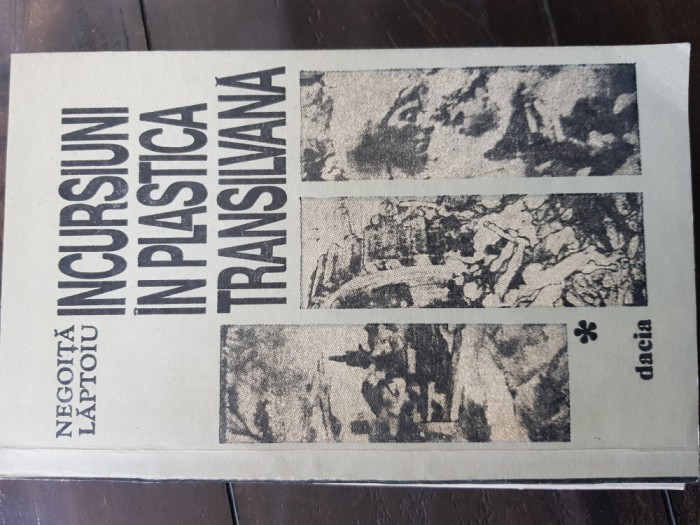 NEGOIȚĂ
LĂPTOIU
INCURSIUNI
ÎN PLASTICA
TRANSILVANĂ
*
dacia